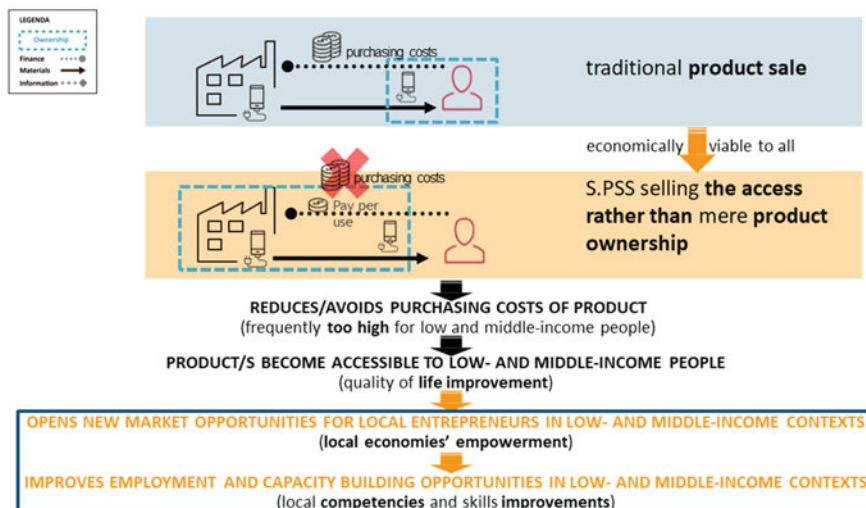 LEGENDA
Ownership
Finance
Materials
Information
purchasing costs
traditional product sale
economically viable to all
purchasing costs
Pay per
use
S.PSS selling the access
rather than mere product
ownership
REDUCES/AVOIDS PURCHASING COSTS OF PRODUCT
(frequently too high for low and middle-income people)
PRODUCT/S BECOME ACCESSIBLE TO LOW- AND MIDDLE-INCOME PEOPLE
(quality of life improvement)
OPENS NEW MARKET OPPORTUNITIES FOR LOCAL ENTREPRENEURS IN LOW- AND MIDDLE-INCOME CONTEXTS
(local economies' empowerment)
IMPROVES EMPLOYMENT AND CAPACITY BUILDING OPPORTUNITIES IN LOW- AND MIDDLE-INCOME CONTEXTS
(local competencies and skills improvements)